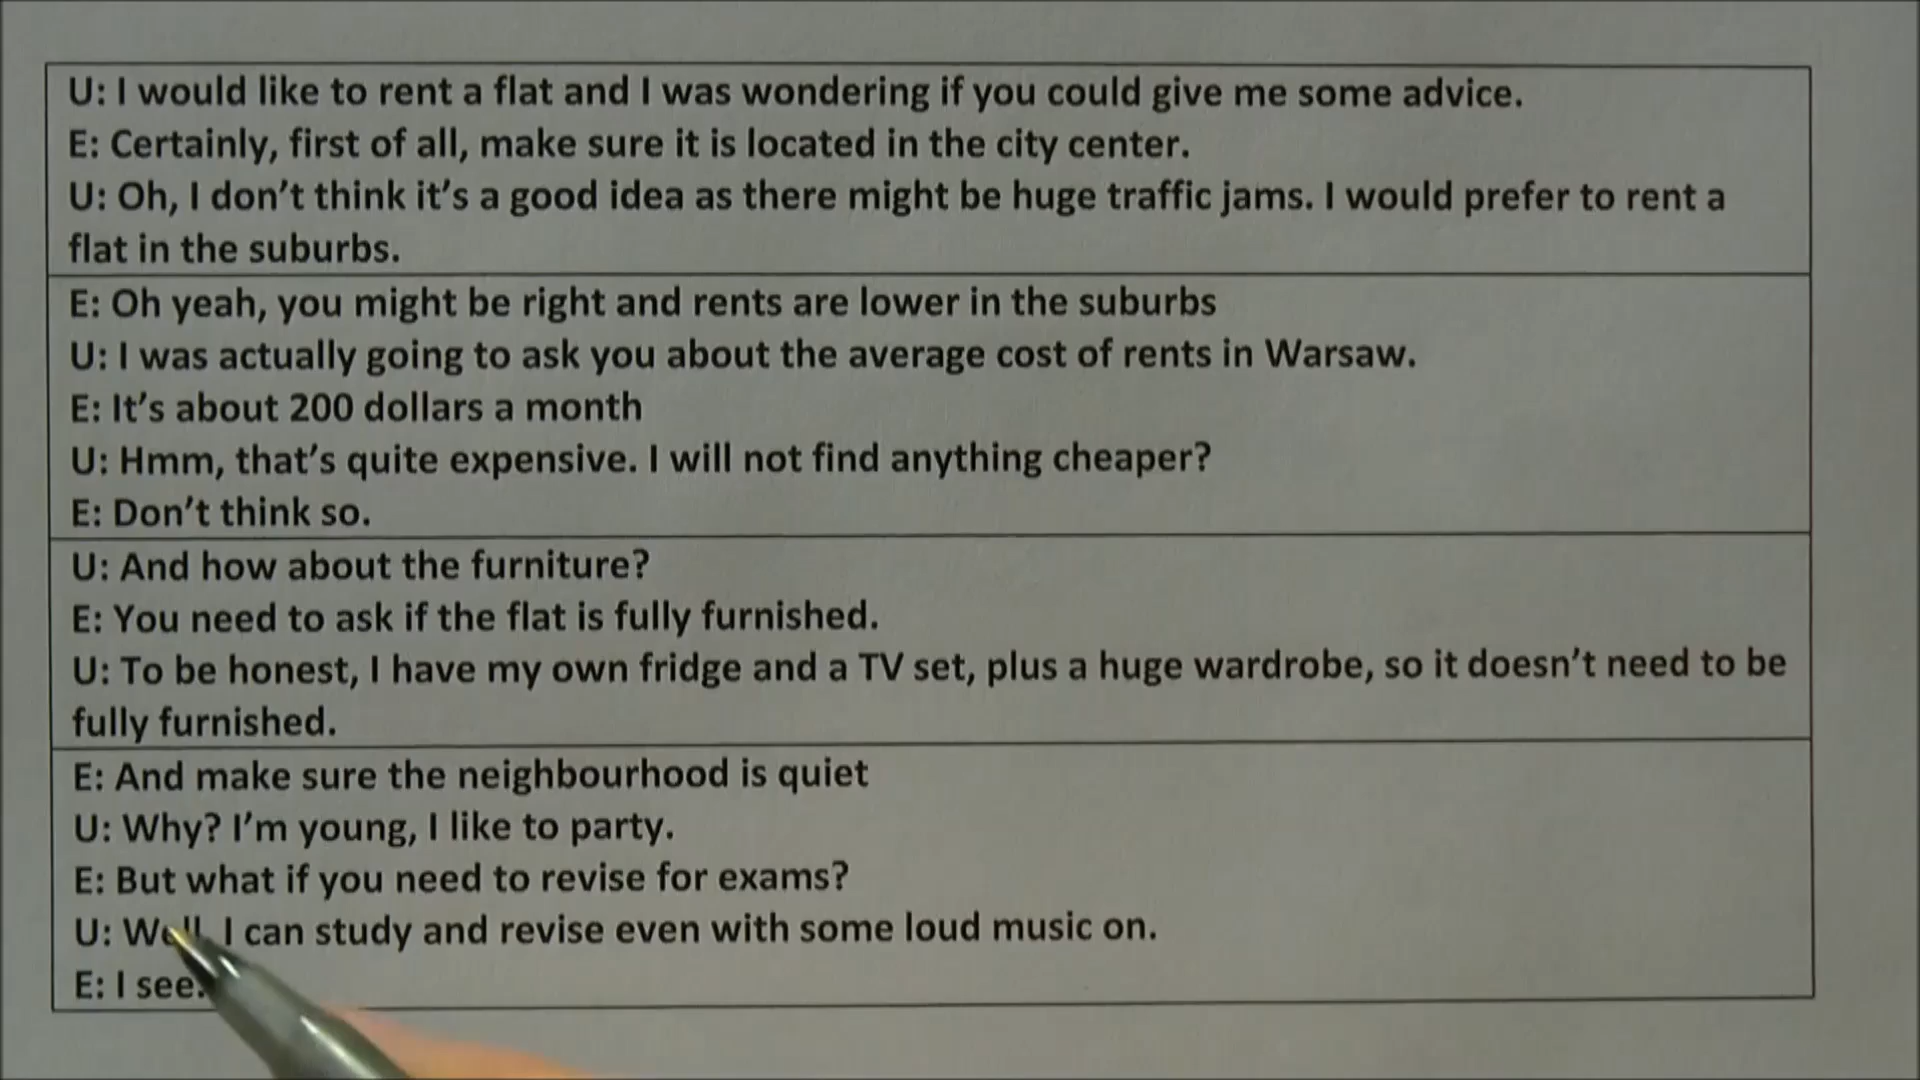 U: I would like to rent a flat and I was wondering if you could give me some advice.
E: Certainly, first of all, make sure it is located in the city center.
U: Oh, I don't think it's a good idea as there might be huge traffic jams. I would prefer to rent a
flat in the suburbs.
E: Oh yeah, you might be right and rents are lower in the suburbs
U: I was actually going to ask you about the average cost of rents in Warsaw.
E: It's about 200 dollars a month
U: Hmm, that's quite expensive. I will not find anything cheaper?
E: Don't think so.
U: And how about the furniture?
E: You need to ask if the flat is fully furnished.
U: To be honest, I have my own fridge and a TV set, plus a huge wardrobe, so it doesn't need to be
fully furnished.
E: And make sure the neighbourhood is quiet
U: Why? I'm young, I like to party.
E: But what if you need to revise for exams?
U: Well, I can study and revise even with some loud music on.
E: I see.